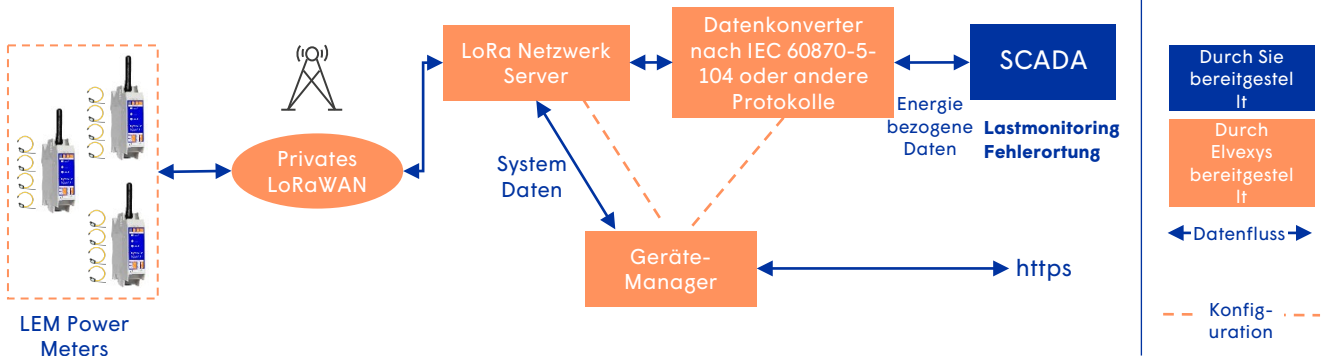 LEM Power
Meters
Privates
LoRaWAN
LoRa Netzwerk
Server
System
Daten
Datenkonverter
nach IEC 60870-5-
104 oder andere
Protokolle
Geräte-
Manager
https
Energie
bezogene
Daten
SCADA
Lastmonitoring
Fehlerortung
Durch Sie
bereitgestel
lt
Durch
Elvexys
bereitgestel
lt
Datenfluss
Konfig-
uration